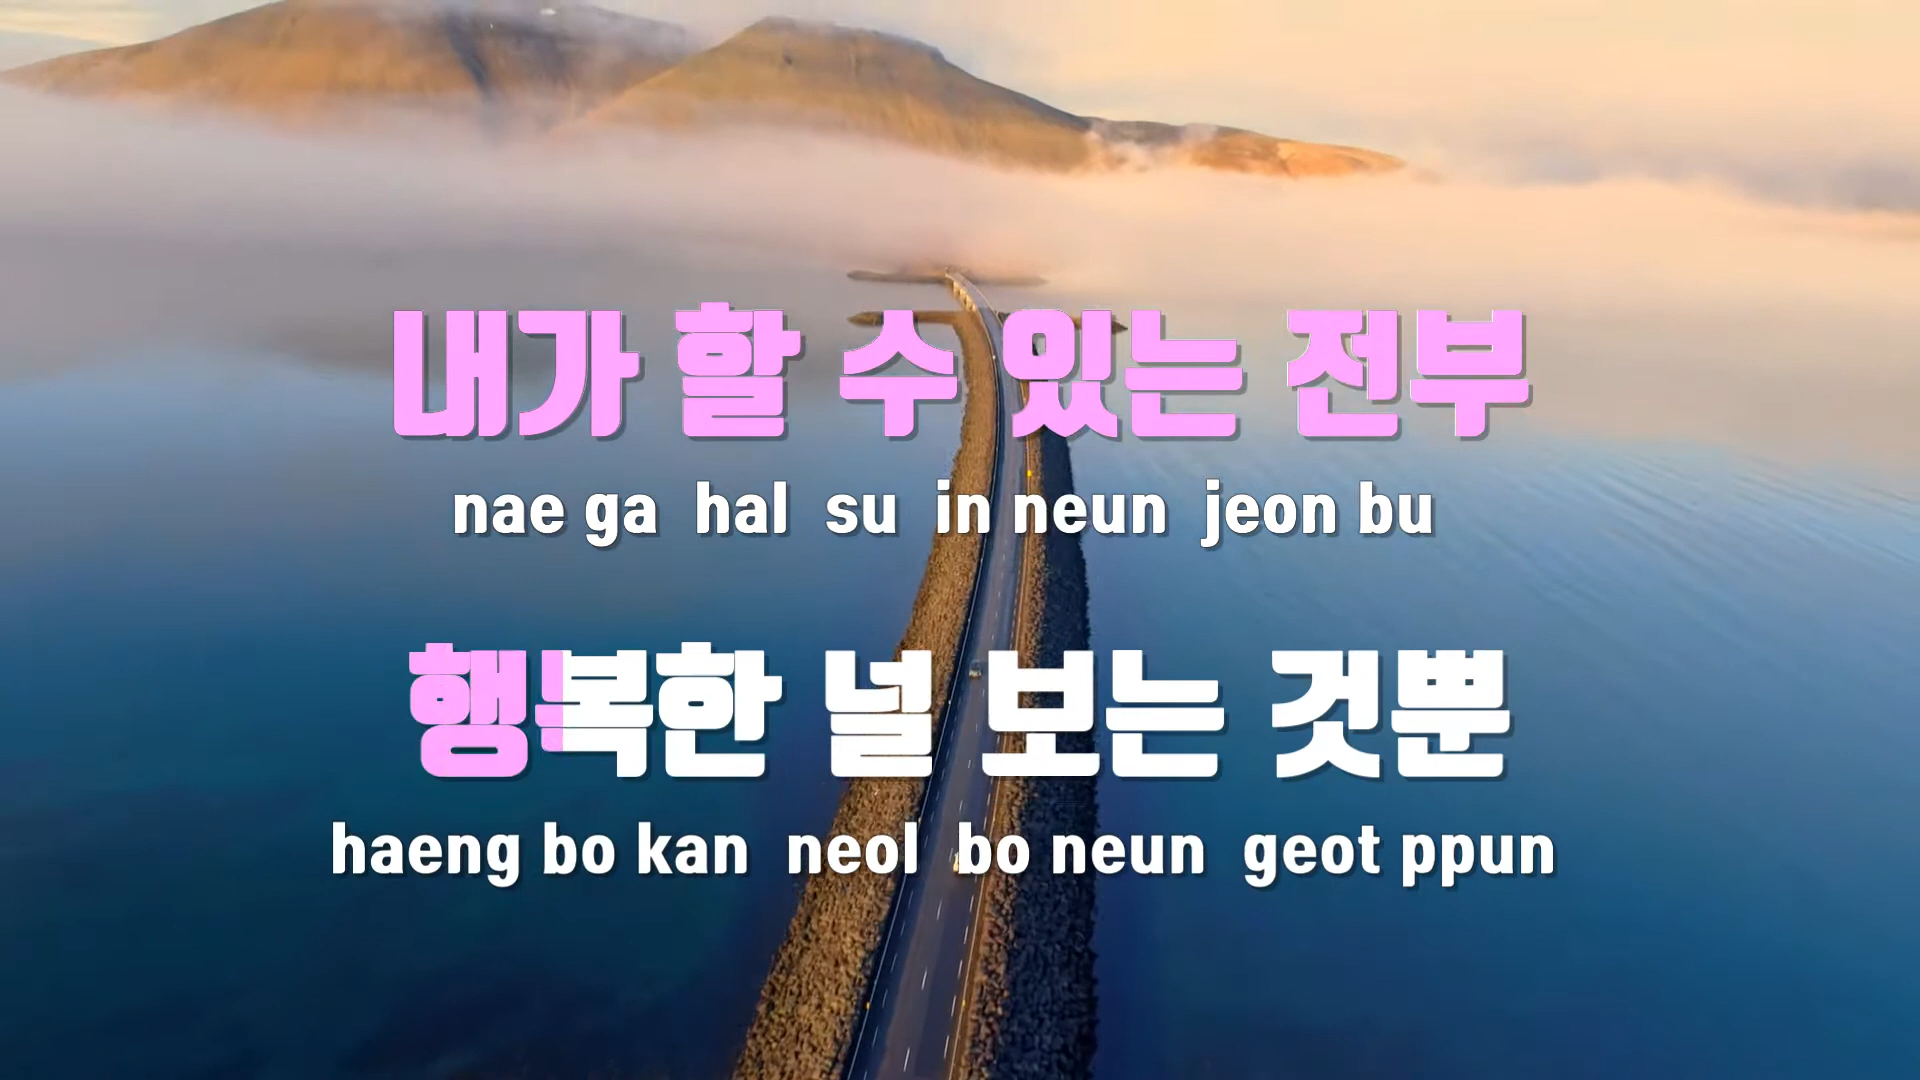 내가 할 수 있는 전부
nae ga hal su in neun jeon bu
행복한 널 보는 것뿐
haeng bo kan neol bo neun geot ppun